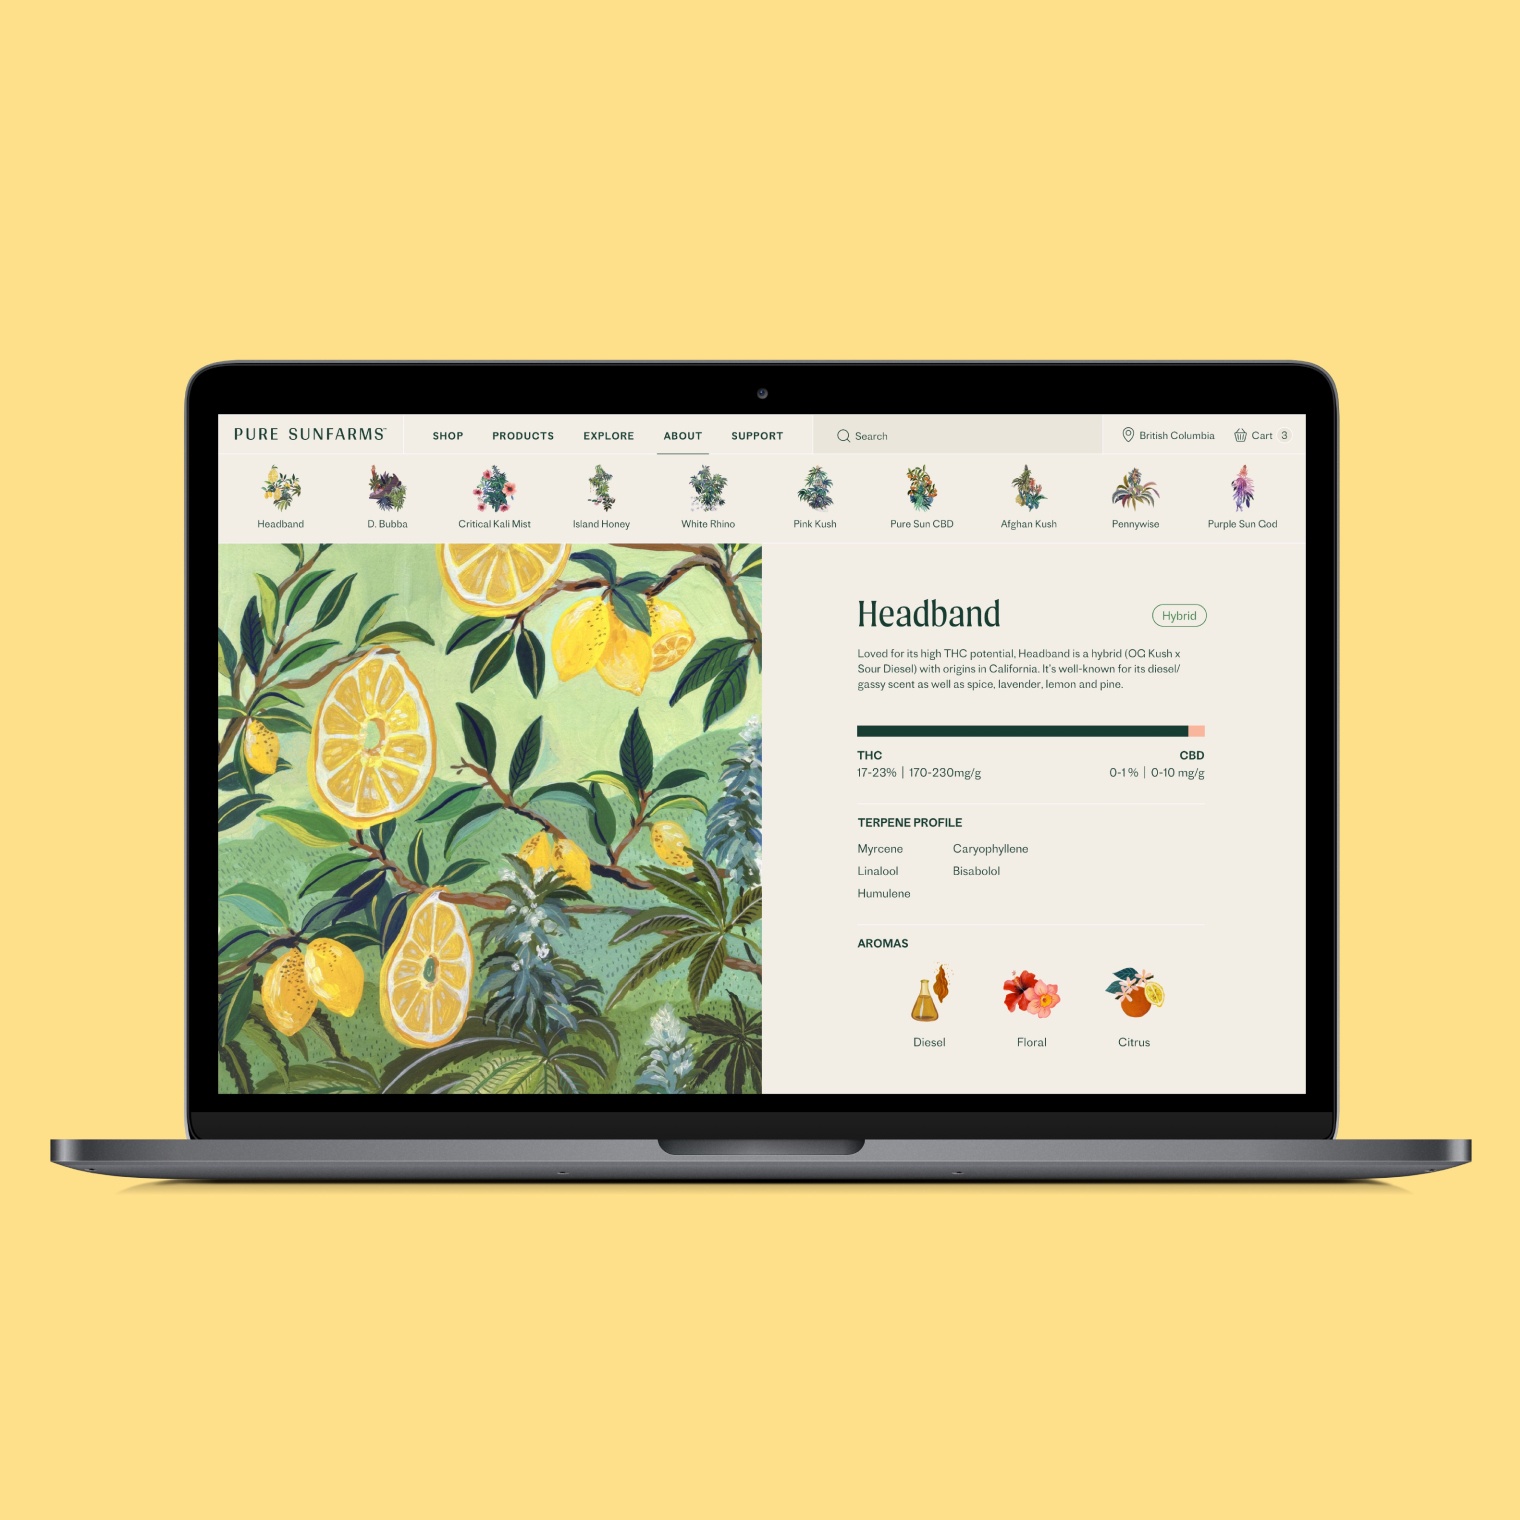 PURE SUNFARMS™
SHOP
PRODUCTS
EXPLORE
ABOUT
SUPPORT
Search
British Columbia
Cart 3
Headband
D. Bubba
Critical Kali Mist
Island Honey
White Rhino
Pink Kush
Pure Sun CBD
Afghan Kush
Pennywise
Purple Sun God
Headband
Hybrid
Loved for its high THC potential, Headband is a hybrid (OG Kush x
Sour Diesel) with origins in California. It's well-known for its diesel/
gassy scent as well as spice, lavender, lemon and pine.
THC
CBD
17-23% | 170-230mg/g
0-1 % | 0-10 mg/g
TERPENE PROFILE
Myrcene
Caryophyllene
Linalool
Bisabolol
Humulene
AROMAS
Diesel
Floral
Citrus